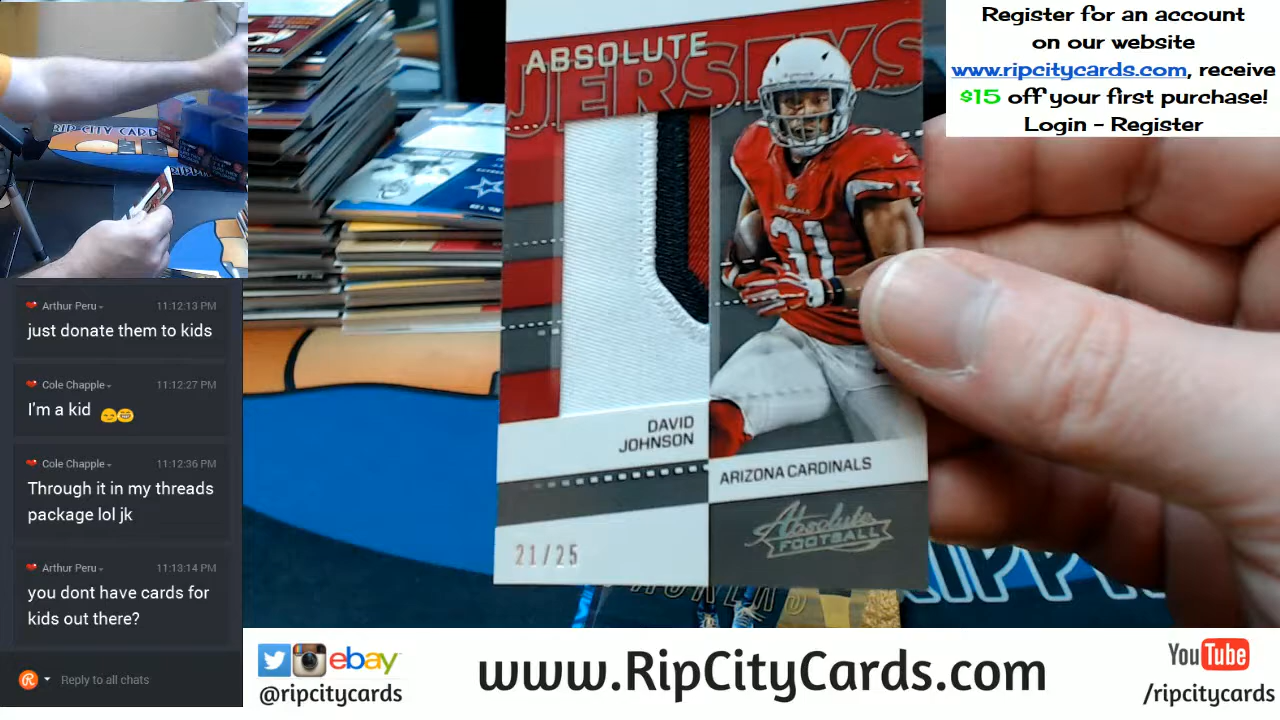 Register for an account
on our website
www.ripcitycards.com, receive
$15 off your first purchase!
Login - Register
RIP CITY CARDS
ABSOLUTE
JERSEYS
31
DAVID
JOHNSON
ARIZONA CARDINALS
Absolute
FOOTBALL
21/25
Arthur Peru
11:12:13 PM
just donate them to kids
Cole Chapple
11:12:27 PM
I'm a kid 😏😂
Cole Chapple
11:12:36 PM
Through it in my threads
package lol jk
Arthur Peru
11:13:14 PM
you dont have cards for
kids out there?
Reply to all chats
ebay
@ripcitycards
www.RipCityCards.com
YouTube
/ripcitycards